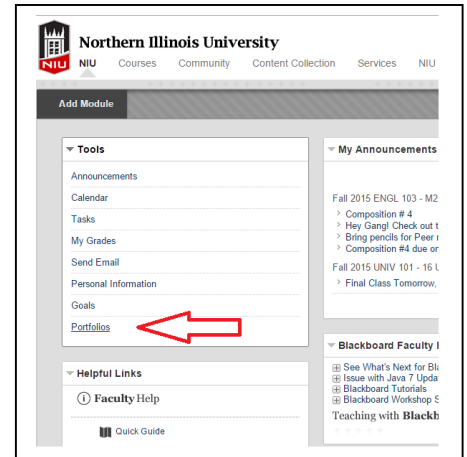 Northern Illinois University
NIU
NIU Courses Community Content Collection Services NIU
Add Module
Tools
Announcements
Calendar
Tasks
My Grades
Send Email
Personal Information
Goals
Portfolios
Helpful Links
Faculty Help
Quick Guide
My Announcements
Fall 2015 ENGL 103 - M2
Composition # 4
Hey Gang! Check out t
Bring pencils for Peer r
Composition #4 due or
Fall 2015 UNIV 101 - 16
Final Class Tomorrow,
Blackboard Faculty
See What's Next for Bla
Issue with Java 7 Upda
Blackboard Tutorials
Blackboard Workshop S
Teaching with Blackb